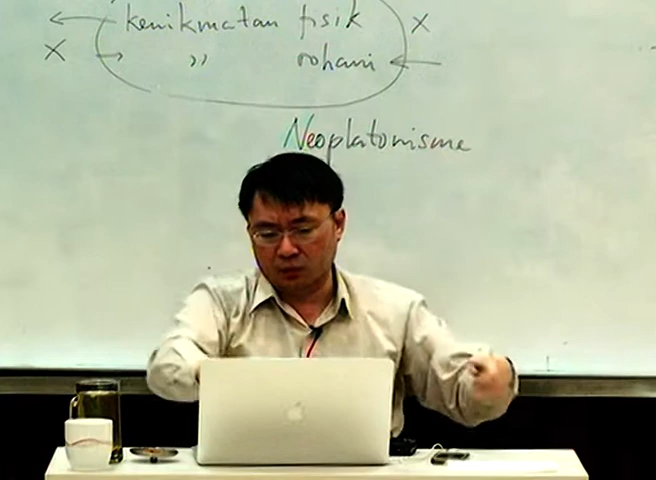 kenikmatan fisik X
X " rohani
Neoplatonisme